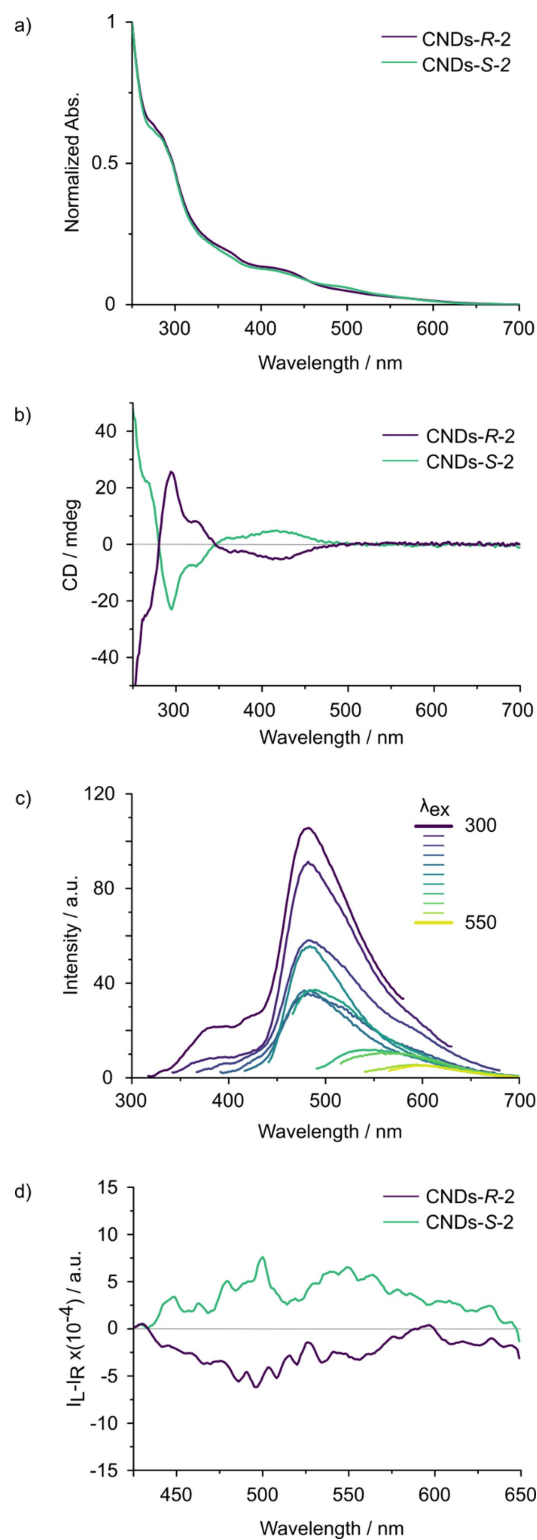 a)
CNDs-R-2
CNDs-S-2
Normalized Abs.
1
0.5
0
300 400 500 600 700
Wavelength / nm
b)
CNDs-R-2
CNDs-S-2
CD / mdeg
40
20
0
-20
-40
300 400 500 600 700
Wavelength / nm
c)
λex
300
550
Intensity / a.u.
120
80
40
0
300 400 500 600 700
Wavelength / nm
d)
CNDs-R-2
CNDs-S-2
IL-IR x(10-4) / a.u.
15
10
5
0
-5
-10
-15
450 500 550 600 650
Wavelength / nm